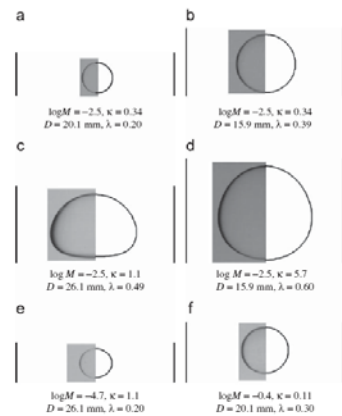 a
b
logM = −2.5, κ = 0.34
D = 20.1 mm, λ = 0.20
logM = −2.5, κ = 0.34
D = 15.9 mm, λ = 0.39
c
d
log M = −2.5, κ = 1.1
D = 26.1 mm, λ = 0.49
logM = −2.5, κ = 5.7
D = 15.9 mm, λ = 0.60
e
f
logM = −4.7, κ = 1.1
D = 26.1 mm, λ = 0.20
logM = −0.4, κ = 0.11
D = 20.1 mm, λ = 0.30